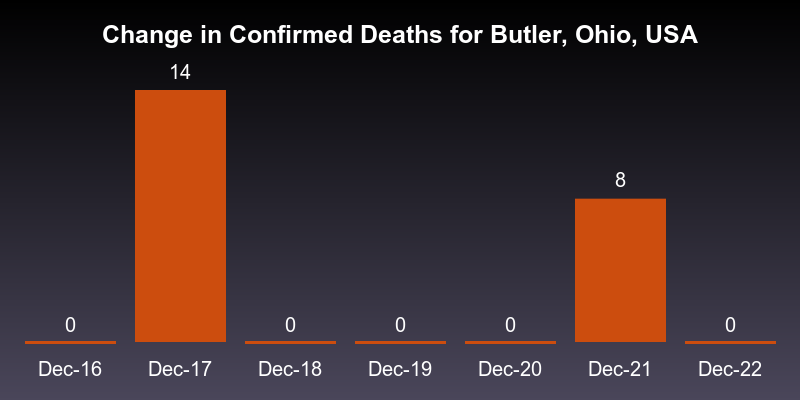 Change in Confirmed Deaths for Butler, Ohio, USA
14
8
0 0 0 0 0
Dec-16 Dec-17 Dec-18 Dec-19 Dec-20 Dec-21 Dec-22